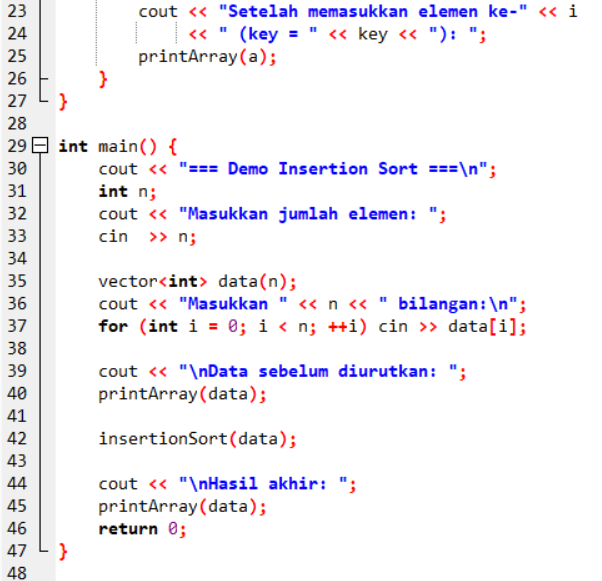 23 cout << "Setelah memasukkan elemen ke-" << i
24 << " (key = " << key << "): ";
25 printArray(a);
26 }
27 }
28
29 int main() {
30 cout << "=== Demo Insertion Sort ===\n";
31 int n;
32 cout << "Masukkan jumlah elemen: ";
33 cin  >> n;
34
35 vector<int> data(n);
36 cout << "Masukkan " << n << " bilangan:\n";
37 for (int i = 0; i < n; ++i) cin >> data[i];
38
39 cout << "\nData sebelum diurutkan: ";
40 printArray(data);
41
42 insertionSort(data);
43
44 cout << "\nHasil akhir: ";
45 printArray(data);
46 return 0;
47 }
48